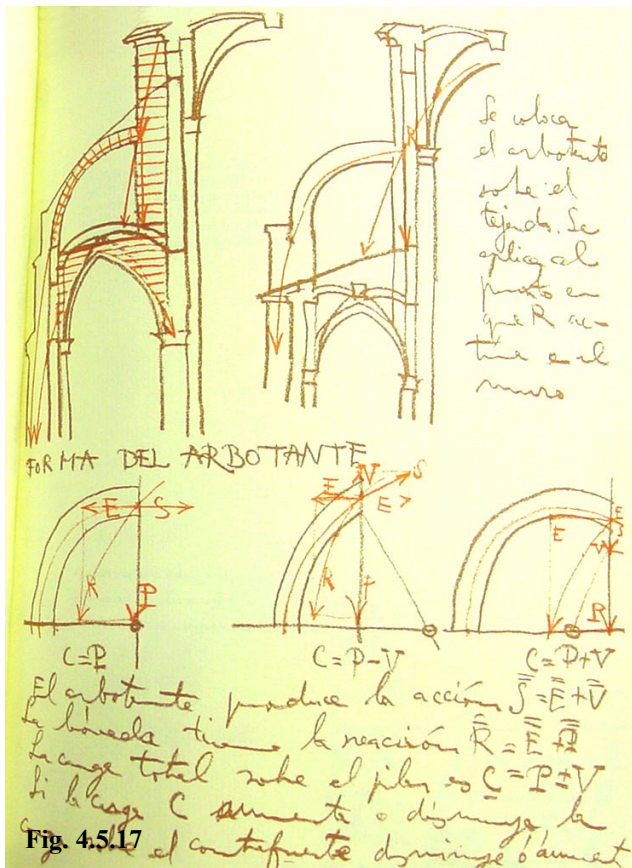 Se coloca
el arbotante
sobre el
tejado. Se
aplica al
punto en
que R ac-
túa en el
muro
R
FORMA DEL ARBOTANTE
E S
R
P
C=P
V S
E E
R
C=P-V
E E
S
V
R
C=P+V
El arbotante produce la acción S̄=Ē+V̄
La bóveda tiene la reacción R̄=Ē+P̄
La carga total sobre el pilar es C=P±V
Si la carga C aumenta o disminuye, la
sobre el contrafuerte disminuye o aument
Fig. 4.5.17